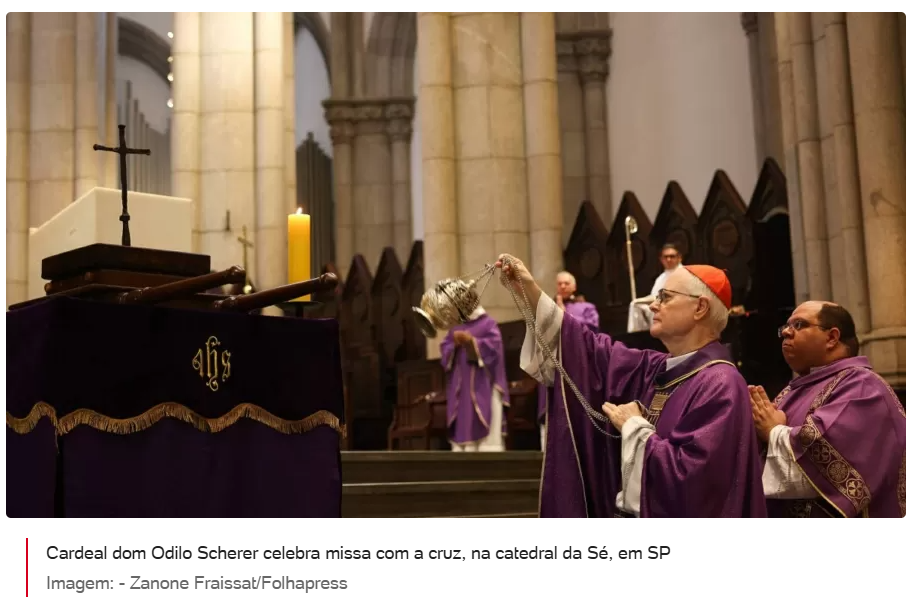 ihs
Cardeal dom Odilo Scherer celebra missa com a cruz, na catedral da Sé, em SP
Imagem: - Zanone Fraissat/Folhapress